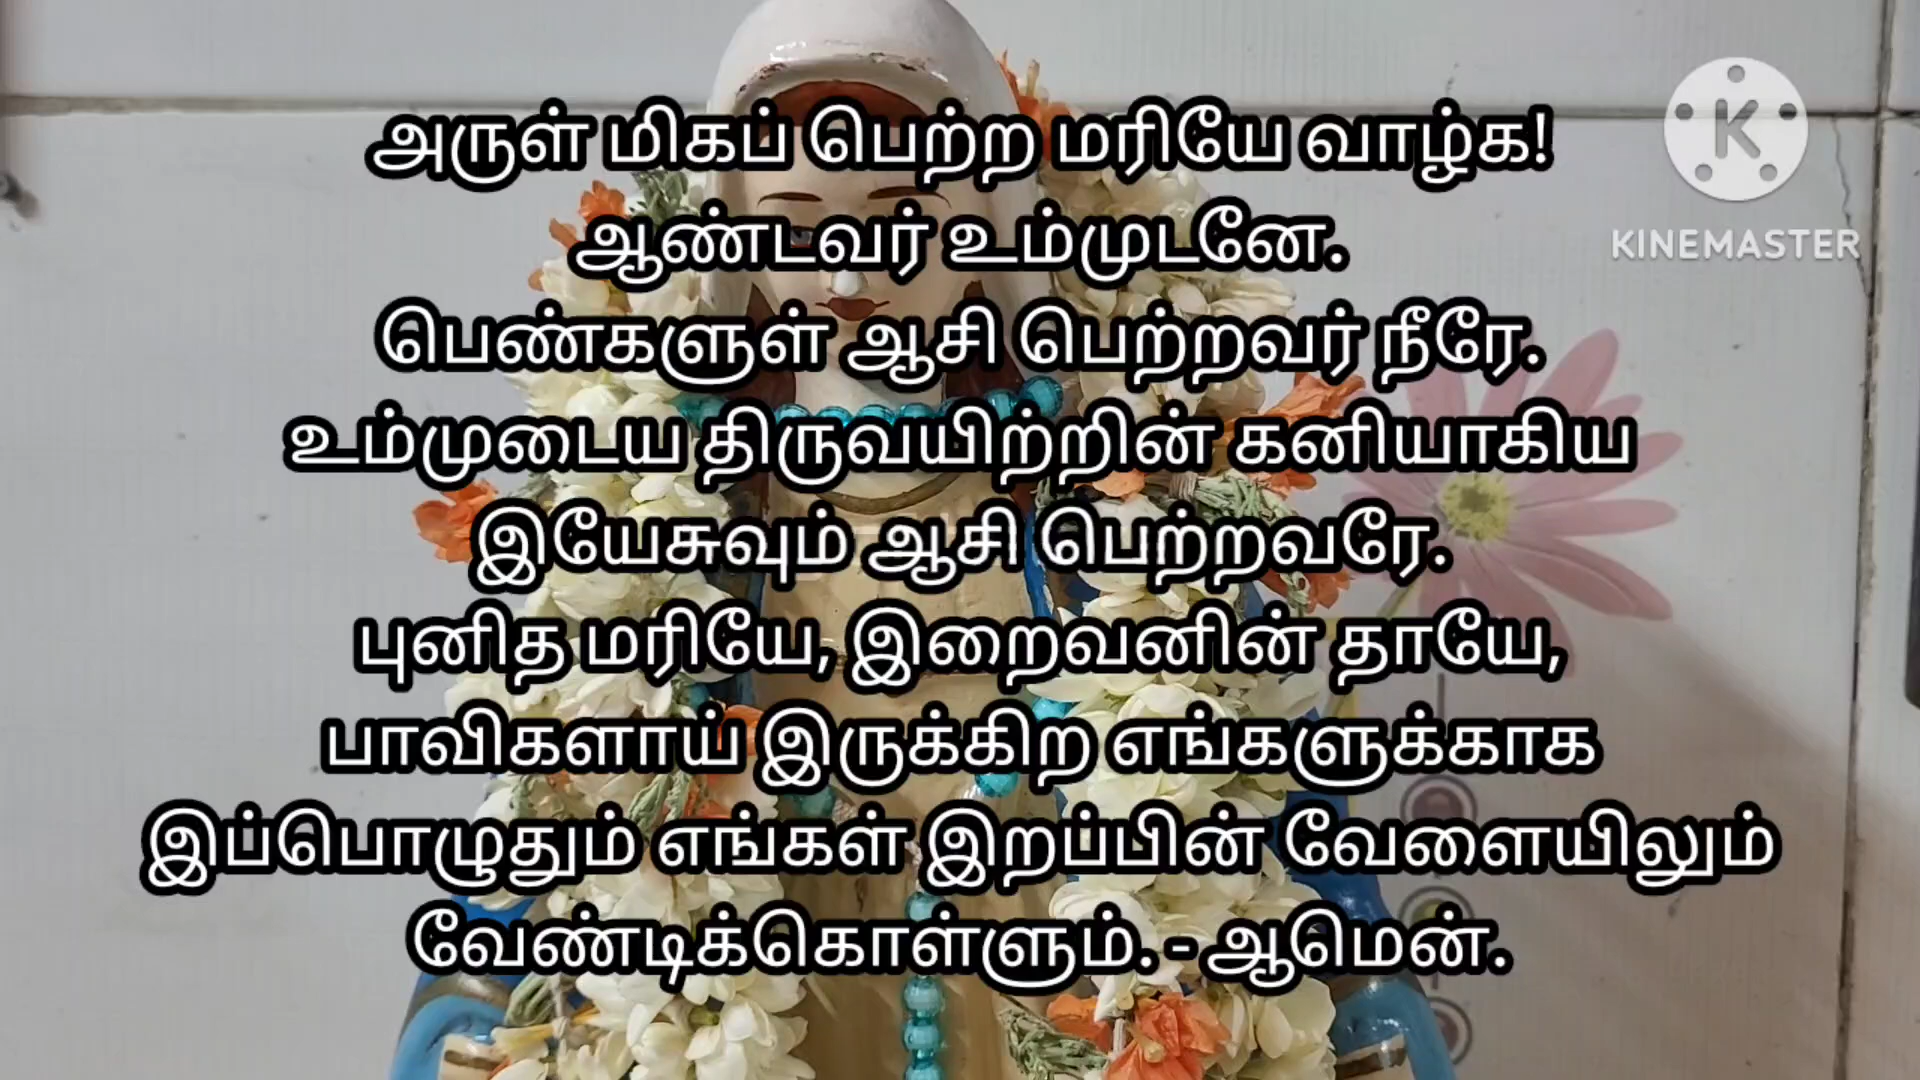 அருள் மிகப் பெற்ற மரியே வாழ்க!
ஆண்டவர் உம்முடனே.
பெண்களுள் ஆசி பெற்றவர் நீரே.
உம்முடைய திருவயிற்றின் கனியாகிய
இயேசுவும் ஆசி பெற்றவரே.
புனித மரியே, இறைவனின் தாயே,
பாவிகளாய் இருக்கிற எங்களுக்காக
இப்பொழுதும் எங்கள் இறப்பின் வேளையிலும்
வேண்டிக்கொள்ளும். - ஆமென்.
K
KINEMASTER